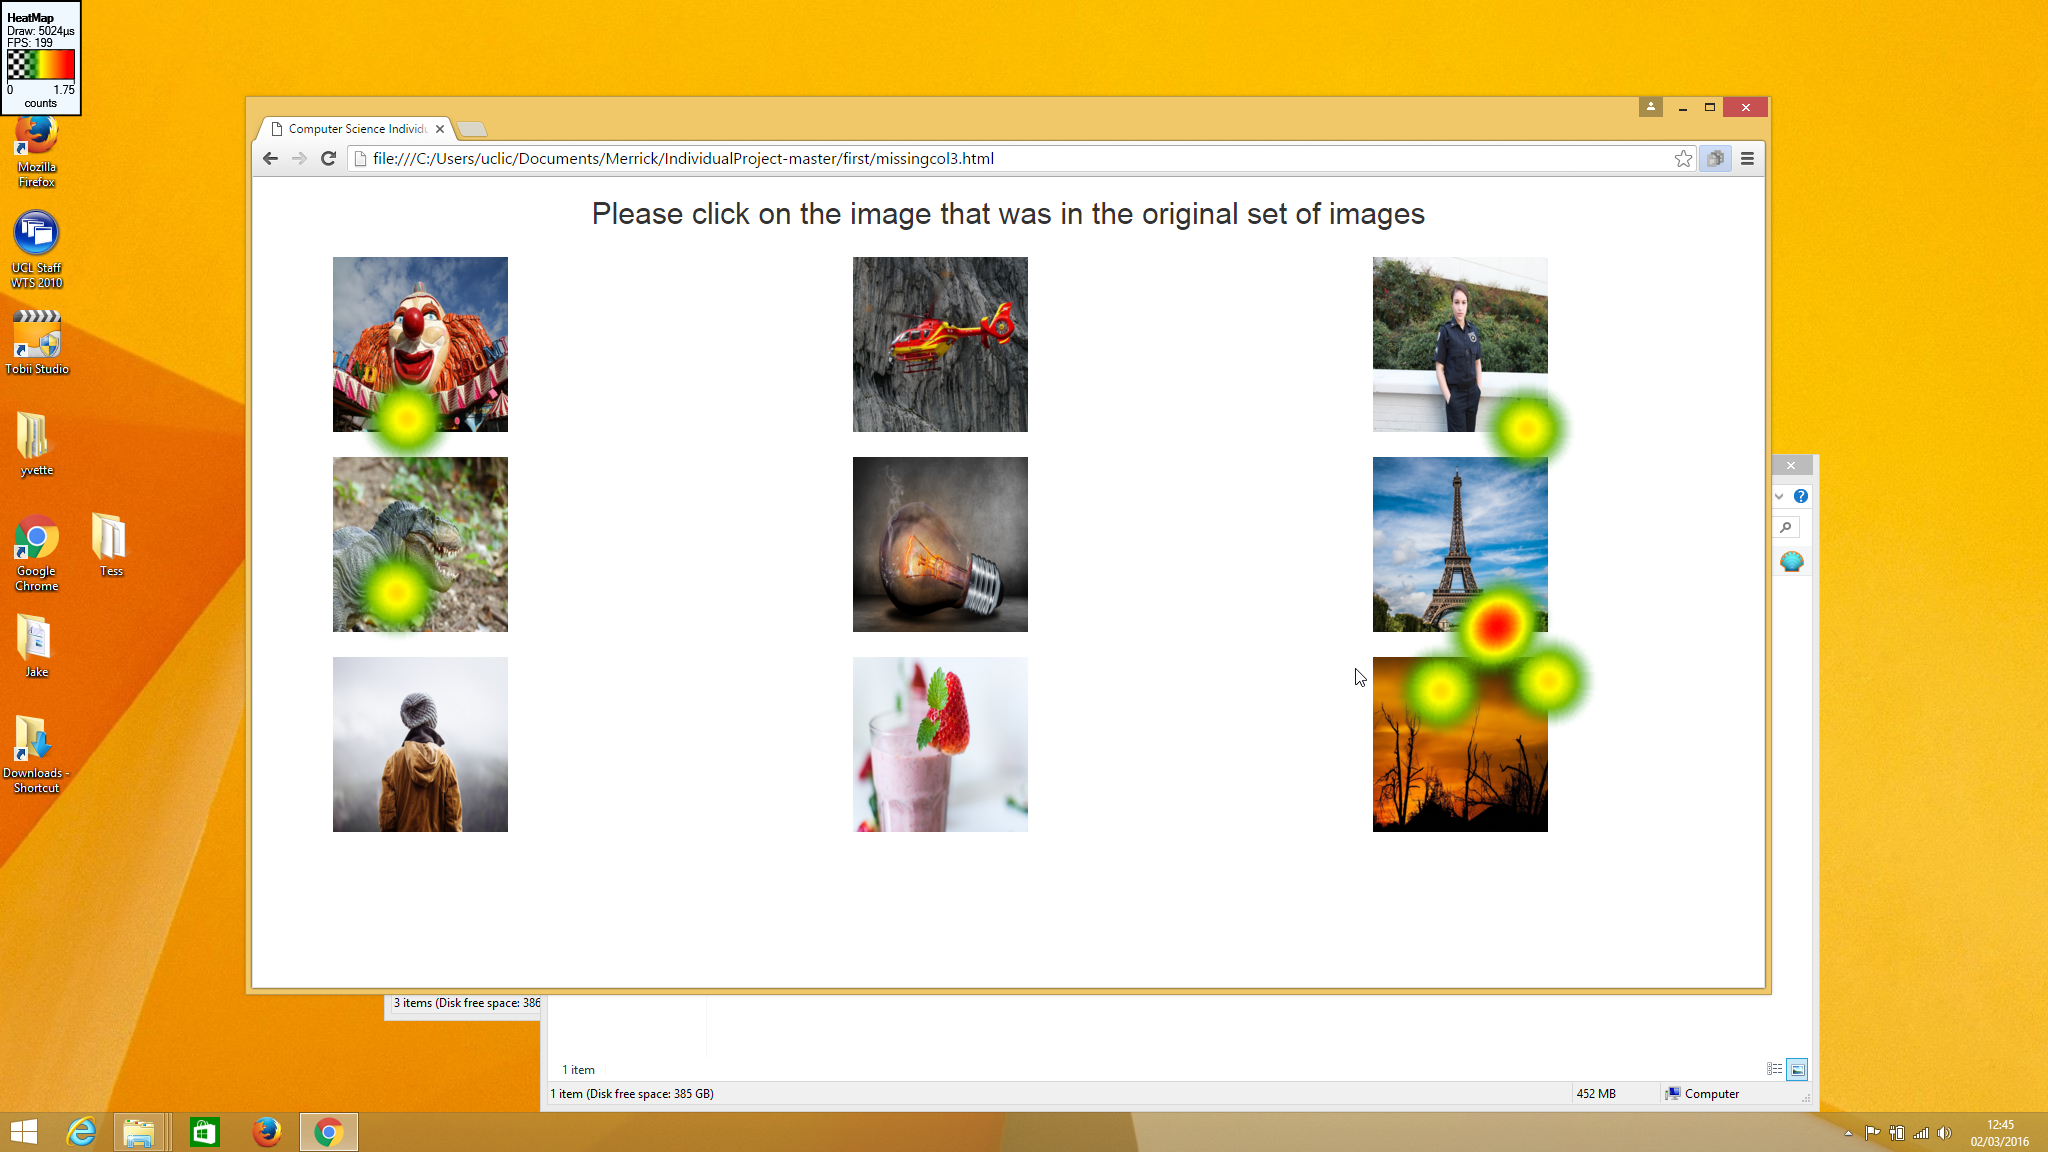 HeatMap
Draw: 5024µs
FPS: 199
0 1.75
counts
Mozilla
Firefox
UCL Staff
WTS 2010
Tobii Studio
yvette
Google
Chrome
Tess
Jake
Downloads -
Shortcut
Computer Science Individu
file:///C:/Users/uclic/Documents/Merrick/IndividualProject-master/first/missingcol3.html
Please click on the image that was in the original set of images
3 items (Disk free space: 386
1 item
1 item (Disk free space: 385 GB)
452 MB
Computer
12:45
02/03/2016